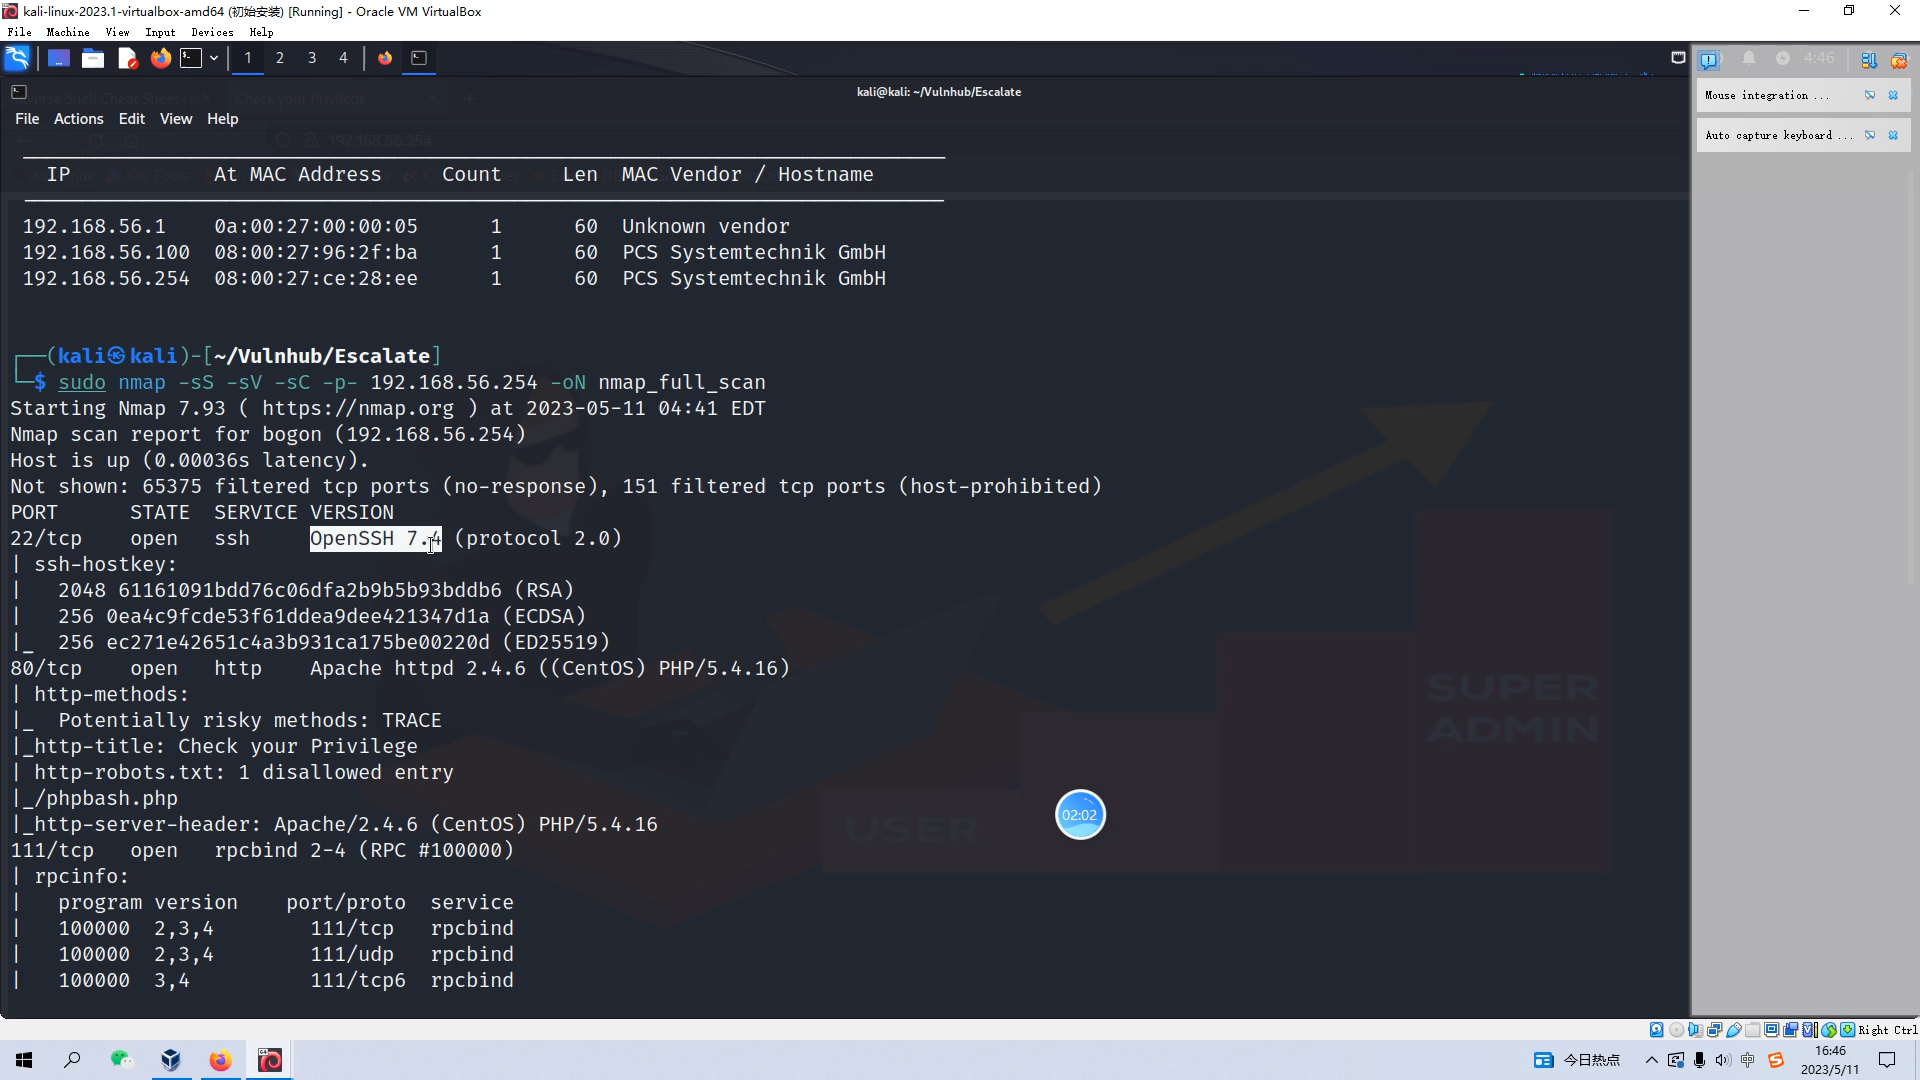 kali-linux-2023.1-virtualbox-amd64 (初始安装) [Running] - Oracle VM VirtualBox
File Machine View Input Devices Help
1 2 3 4
4:46
Mouse integration ...
Auto capture keyboard ...
kali@kali: ~/Vulnhub/Escalate
File Actions Edit View Help
Reverse Shell Cheat Sheet
Check your Privilege
192.168.56.254
IP At MAC Address Count Len MAC Vendor / Hostname
192.168.56.1 0a:00:27:00:00:05 1 60 Unknown vendor
192.168.56.100 08:00:27:96:2f:ba 1 60 PCS Systemtechnik GmbH
192.168.56.254 08:00:27:ce:28:ee 1 60 PCS Systemtechnik GmbH
┌──(kali㉿kali)-[~/Vulnhub/Escalate]
└─$ sudo nmap -sS -sV -sC -p- 192.168.56.254 -oN nmap_full_scan
Starting Nmap 7.93 ( https://nmap.org ) at 2023-05-11 04:41 EDT
Nmap scan report for bogon (192.168.56.254)
Host is up (0.00036s latency).
Not shown: 65375 filtered tcp ports (no-response), 151 filtered tcp ports (host-prohibited)
PORT STATE SERVICE VERSION
22/tcp open ssh OpenSSH 7.4 (protocol 2.0)
| ssh-hostkey:
| 2048 61161091bdd76c06dfa2b9b5b93bddb6 (RSA)
| 256 0ea4c9fcde53f61ddea9dee421347d1a (ECDSA)
|_ 256 ec271e42651c4a3b931ca175be00220d (ED25519)
80/tcp open http Apache httpd 2.4.6 ((CentOS) PHP/5.4.16)
| http-methods:
|_ Potentially risky methods: TRACE
|_http-title: Check your Privilege
| http-robots.txt: 1 disallowed entry
|_/phpbash.php
|_http-server-header: Apache/2.4.6 (CentOS) PHP/5.4.16
111/tcp open rpcbind 2-4 (RPC #100000)
| rpcinfo:
| program version port/proto service
| 100000 2,3,4 111/tcp rpcbind
| 100000 2,3,4 111/udp rpcbind
| 100000 3,4 111/tcp6 rpcbind
SUPER
ADMIN
USER
02:02
Right Ctrl
今日热点
中
16:46
2023/5/11